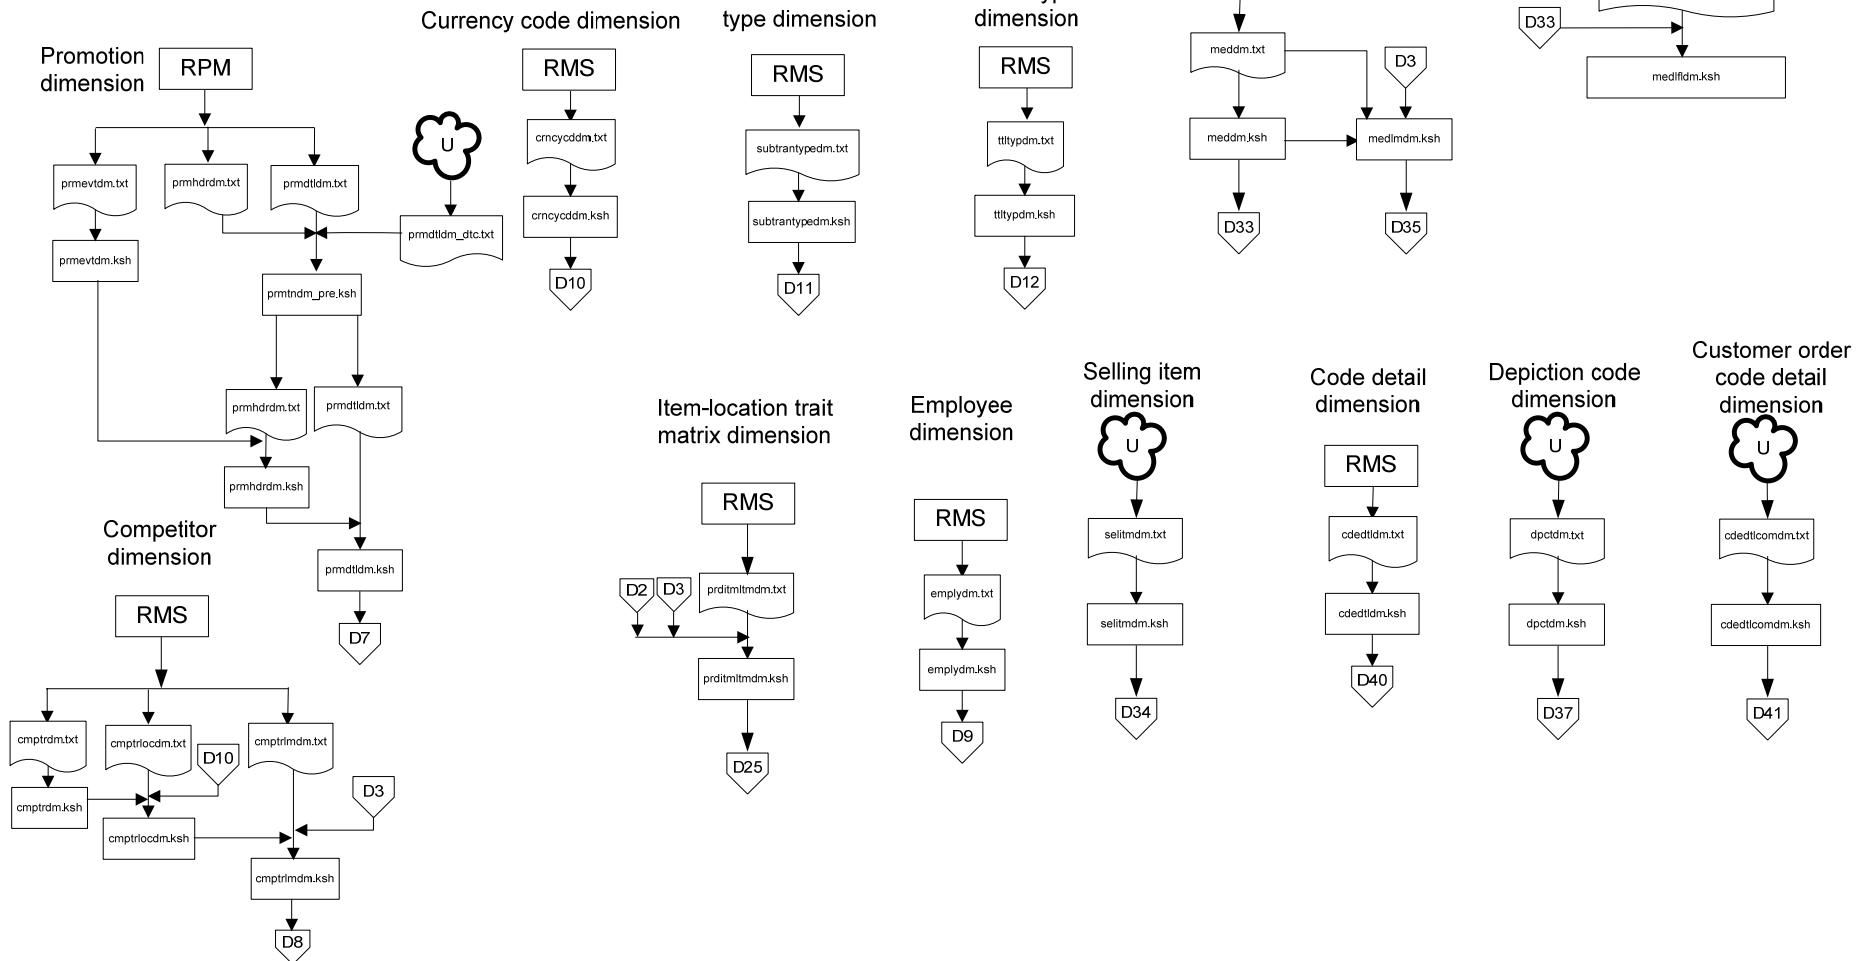 Currency code dimension
type dimension
dimension
D33
medlfldm.ksh
Promotion
dimension
RPM
prmevtdm.txt
prmhdrdm.txt
prmdtldm.txt
U
prmdtldm_dtc.txt
prmevtdm.ksh
prmtndm_pre.ksh
prmhdrdm.txt
prmdtldm.txt
prmhdrdm.ksh
prmdtldm.ksh
D7
RMS
crncycddm.txt
crncycddm.ksh
D10
RMS
subtrantypedm.txt
subtrantypedm.ksh
D11
RMS
ttltypdm.txt
ttltypdm.ksh
D12
meddm.txt
D3
meddm.ksh
medlmdm.ksh
D33
D35
Competitor
dimension
RMS
cmptrdm.txt
cmptrlocdm.txt
cmptrlmdm.txt
D10
D3
cmptrdm.ksh
cmptrlocdm.ksh
cmptrlmdm.ksh
D8
Item-location trait
matrix dimension
RMS
D2
D3
prditmltmdm.txt
prditmltmdm.ksh
D25
Employee
dimension
RMS
emplydm.txt
emplydm.ksh
D9
Selling item
dimension
U
selitmdm.txt
selitmdm.ksh
D34
Code detail
dimension
RMS
cdedtldm.txt
cdedtldm.ksh
D40
Depiction code
dimension
U
dpctdm.txt
dpctdm.ksh
D37
Customer order
code detail
dimension
U
cdedtlcomdm.txt
cdedtlcomdm.ksh
D41